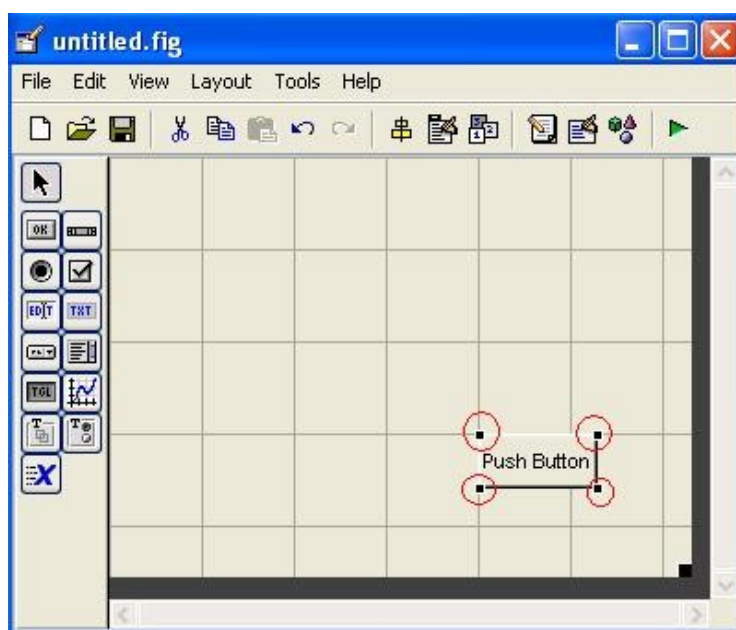 untitled.fig
File Edit View Layout Tools Help
OK
EDIT TXT
TGL
T T
X
Push Button